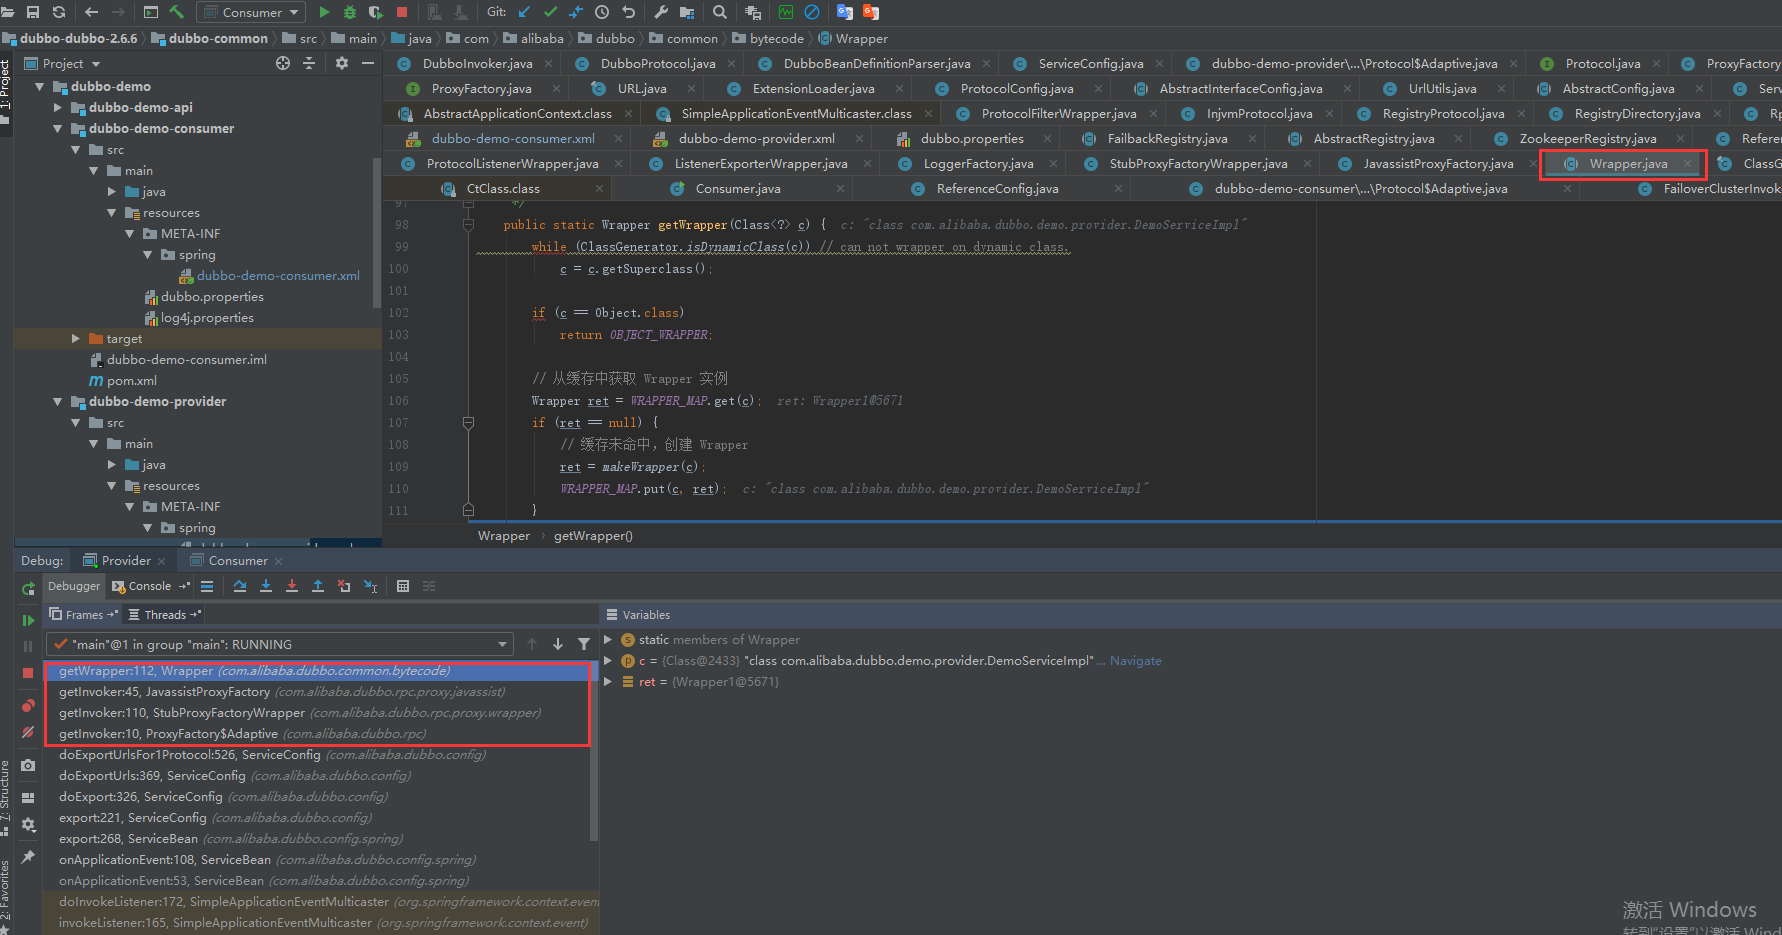 Consumer
Git:
dubbo-dubbo-2.6.6 dubbo-common src main java com alibaba dubbo common bytecode Wrapper
1: Project
Project
dubbo-demo
dubbo-demo-api
dubbo-demo-consumer
src
main
java
resources
META-INF
spring
dubbo-demo-consumer.xml
dubbo.properties
log4j.properties
target
dubbo-demo-consumer.iml
pom.xml
dubbo-demo-provider
src
main
java
resources
META-INF
spring
DubboInvoker.java DubboProtocol.java DubboBeanDefinitionParser.java ServiceConfig.java dubbo-demo-provider\...\Protocol$Adaptive.java Protocol.java ProxyFactory
ProxyFactory.java URL.java ExtensionLoader.java ProtocolConfig.java AbstractInterfaceConfig.java UrlUtils.java AbstractConfig.java Serv
AbstractApplicationContext.class SimpleApplicationEventMulticaster.class ProtocolFilterWrapper.java InjvmProtocol.java RegistryProtocol.java RegistryDirectory.java Rp
dubbo-demo-consumer.xml dubbo-demo-provider.xml dubbo.properties FailbackRegistry.java AbstractRegistry.java ZookeeperRegistry.java Referen
ProtocolListenerWrapper.java ListenerExporterWrapper.java LoggerFactory.java StubProxyFactoryWrapper.java JavassistProxyFactory.java Wrapper.java ClassG
CtClass.class Consumer.java ReferenceConfig.java dubbo-demo-consumer\...\Protocol$Adaptive.java FailoverClusterInvoke
97 */
98 public static Wrapper getWrapper(Class<?> c) { c: "class com.alibaba.dubbo.demo.provider.DemoServiceImpl"
99 while (ClassGenerator.isDynamicClass(c)) // can not wrapper on dynamic class.
100 c = c.getSuperclass();
101
102 if (c == Object.class)
103 return OBJECT_WRAPPER;
104
105 // 从缓存中获取 Wrapper 实例
106 Wrapper ret = WRAPPER_MAP.get(c); ret: Wrapper1@5671
107 if (ret == null) {
108 // 缓存未命中，创建 Wrapper
109 ret = makeWrapper(c);
110 WRAPPER_MAP.put(c, ret); c: "class com.alibaba.dubbo.demo.provider.DemoServiceImpl"
111 }
Wrapper getWrapper()
Debug: Provider Consumer
Debugger Console
Frames Threads
"main"@1 in group "main": RUNNING
getWrapper:112, Wrapper (com.alibaba.dubbo.common.bytecode)
getInvoker:45, JavassistProxyFactory (com.alibaba.dubbo.rpc.proxy.javassist)
getInvoker:110, StubProxyFactoryWrapper (com.alibaba.dubbo.rpc.proxy.wrapper)
getInvoker:10, ProxyFactory$Adaptive (com.alibaba.dubbo.rpc)
doExportUrlsFor1Protocol:526, ServiceConfig (com.alibaba.dubbo.config)
doExportUrls:369, ServiceConfig (com.alibaba.dubbo.config)
doExport:326, ServiceConfig (com.alibaba.dubbo.config)
export:221, ServiceConfig (com.alibaba.dubbo.config)
export:268, ServiceBean (com.alibaba.dubbo.config.spring)
onApplicationEvent:108, ServiceBean (com.alibaba.dubbo.config.spring)
onApplicationEvent:53, ServiceBean (com.alibaba.dubbo.config.spring)
doInvokeListener:172, SimpleApplicationEventMulticaster (org.springframework.context.even
invokeListener:165, SimpleApplicationEventMulticaster (org.springframework.context.event)
Variables
static members of Wrapper
c = {Class@2433} "class com.alibaba.dubbo.demo.provider.DemoServiceImpl"... Navigate
ret = {Wrapper1@5671}
7: Structure
2: Favorites
激活 Windows
转到"设置"以激活 Wind